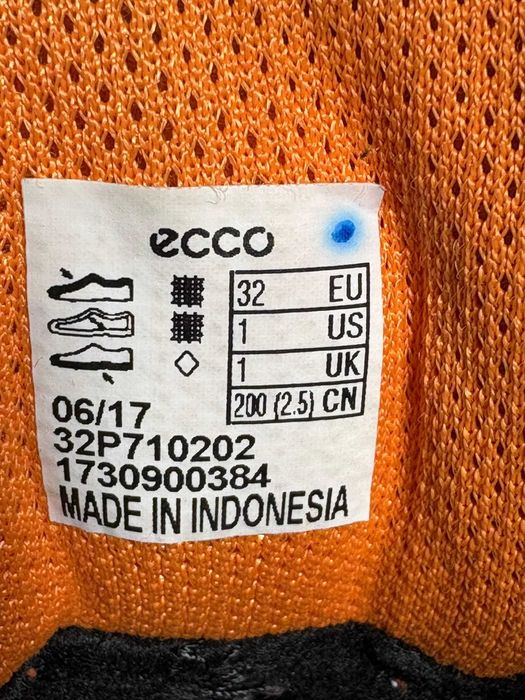 ecco
32 EU
1 US
1 UK
200 (2.5) CN
06/17
32P710202
1730900384
MADE IN INDONESIA